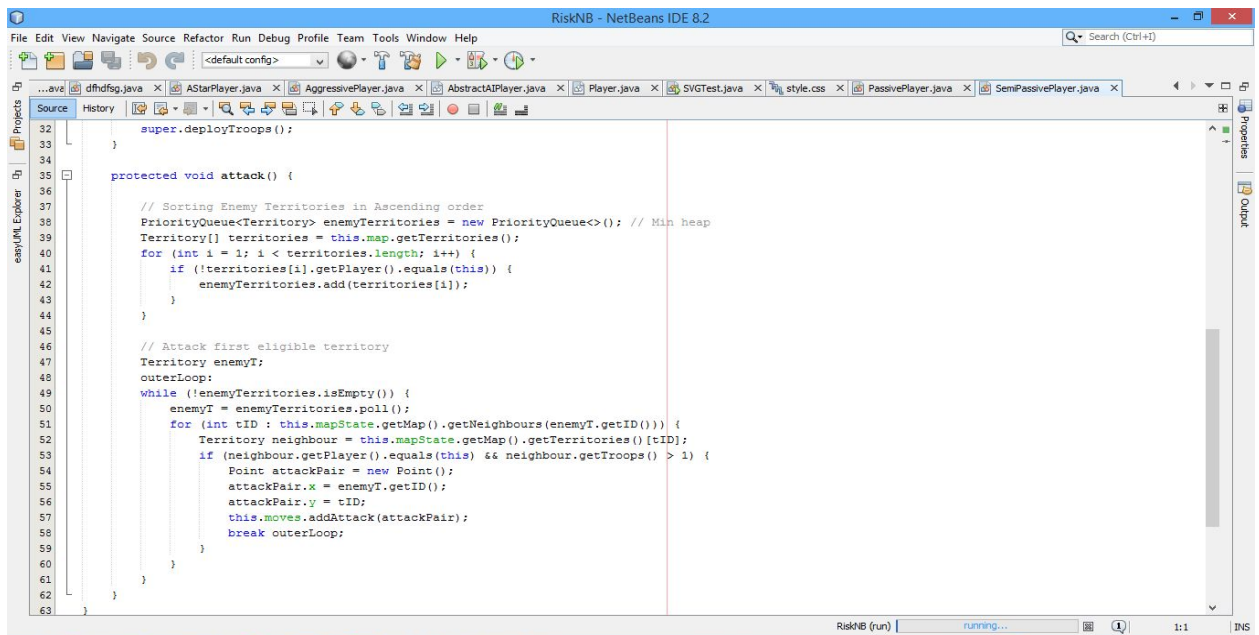 RiskNB - NetBeans IDE 8.2
File Edit View Navigate Source Refactor Run Debug Profile Team Tools Window Help
Search (Ctrl+I)
<default config>
...ava dfhdfsg.java AStarPlayer.java AggressivePlayer.java AbstractAIPlayer.java Player.java SVGTest.java style.css PassivePlayer.java SemiPassivePlayer.java
Source History
Projects
easyUML Explorer
Properties
Output
32 super.deployTroops();
33 }
34
35 protected void attack() {
36
37 // Sorting Enemy Territories in Ascending order
38 PriorityQueue<Territory> enemyTerritories = new PriorityQueue<>(); // Min heap
39 Territory[] territories = this.map.getTerritories();
40 for (int i = 1; i < territories.length; i++) {
41 if (!territories[i].getPlayer().equals(this)) {
42 enemyTerritories.add(territories[i]);
43 }
44 }
45
46 // Attack first eligible territory
47 Territory enemyT;
48 outerLoop:
49 while (!enemyTerritories.isEmpty()) {
50 enemyT = enemyTerritories.poll();
51 for (int tID : this.mapState.getMap().getNeighbours(enemyT.getID())) {
52 Territory neighbour = this.mapState.getMap().getTerritories()[tID];
53 if (neighbour.getPlayer().equals(this) && neighbour.getTroops() > 1) {
54 Point attackPair = new Point();
55 attackPair.x = enemyT.getID();
56 attackPair.y = tID;
57 this.moves.addAttack(attackPair);
58 break outerLoop;
59 }
60 }
61 }
62 }
63 }
RiskNB (run) running... 1 1:1 INS